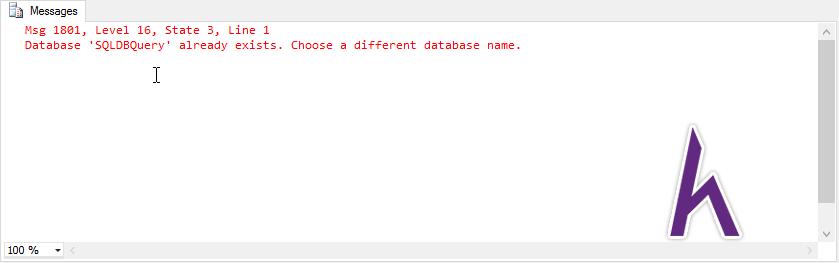 Messages
Msg 1801, Level 16, State 3, Line 1
Database 'SQLDBQuery' already exists. Choose a different database name.
100 %